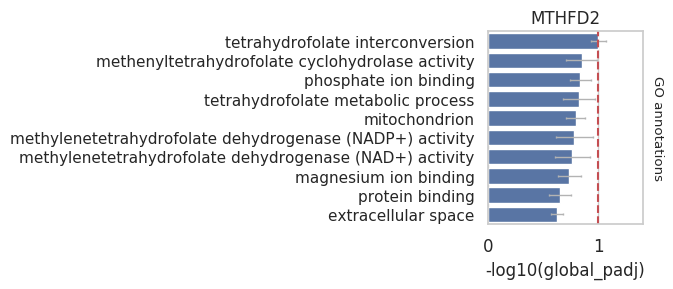 MTHFD2
tetrahydrofolate interconversion
methenyltetrahydrofolate cyclohydrolase activity
phosphate ion binding
tetrahydrofolate metabolic process
mitochondrion
methylenetetrahydrofolate dehydrogenase (NADP+) activity
methylenetetrahydrofolate dehydrogenase (NAD+) activity
magnesium ion binding
protein binding
extracellular space
GO annotations
0 1
-log10(global_padj)